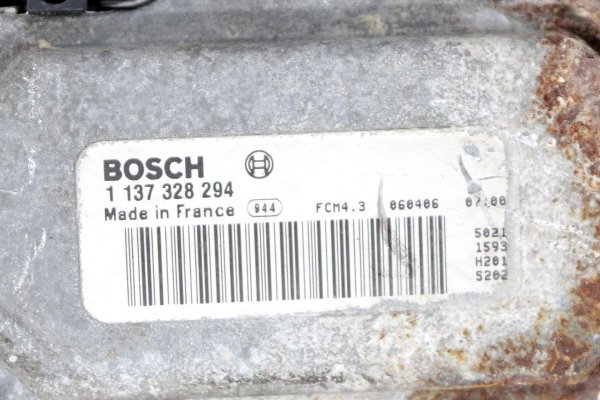 BOSCH
1 137 328 294
Made in France 944 FCM4.3 060406 07:00
5021
1593
H201
S202